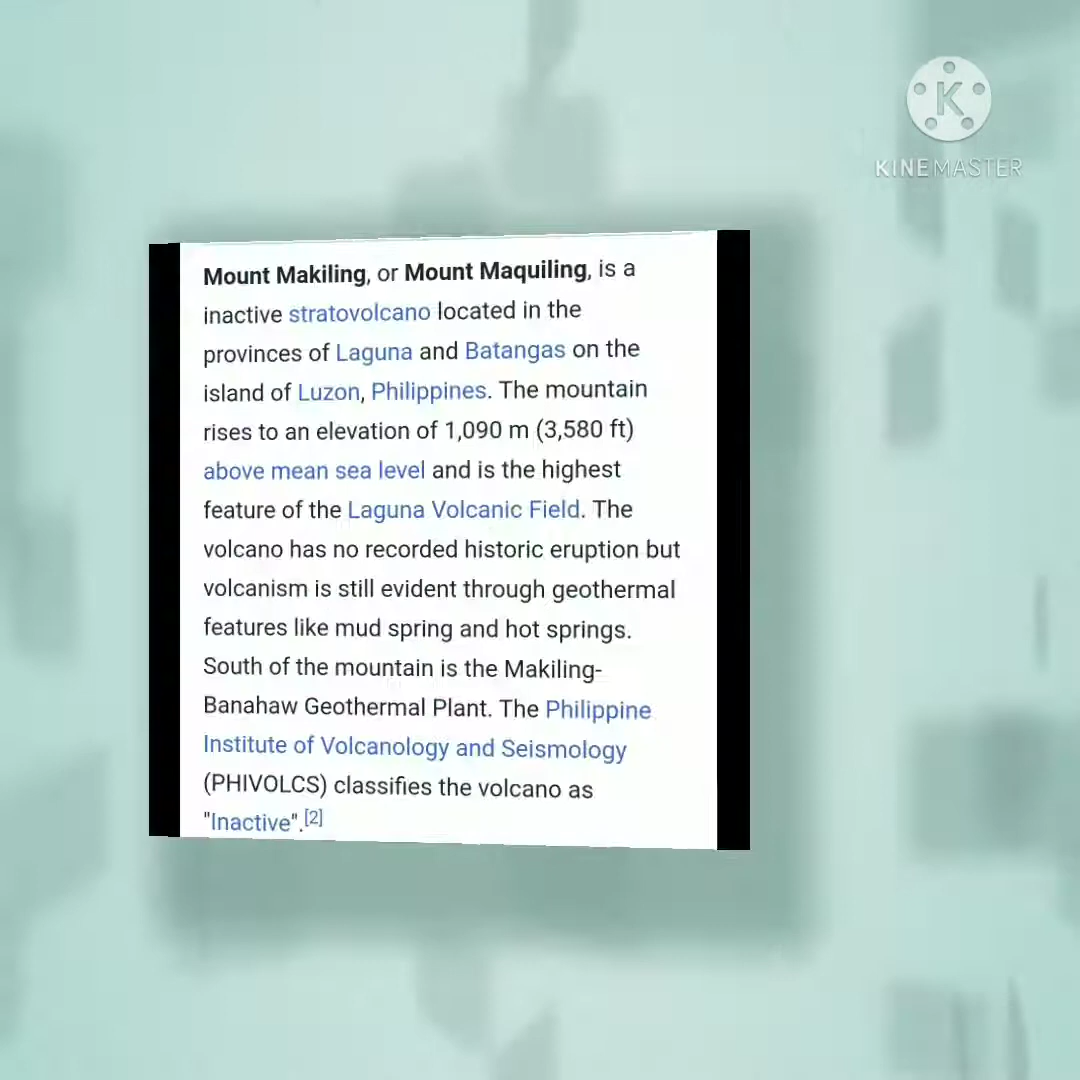 K
KINEMASTER
Mount Makiling, or Mount Maquiling, is a
inactive stratovolcano located in the
provinces of Laguna and Batangas on the
island of Luzon, Philippines. The mountain
rises to an elevation of 1,090 m (3,580 ft)
above mean sea level and is the highest
feature of the Laguna Volcanic Field. The
volcano has no recorded historic eruption but
volcanism is still evident through geothermal
features like mud spring and hot springs.
South of the mountain is the Makiling-
Banahaw Geothermal Plant. The Philippine
Institute of Volcanology and Seismology
(PHIVOLCS) classifies the volcano as
"Inactive".[2]